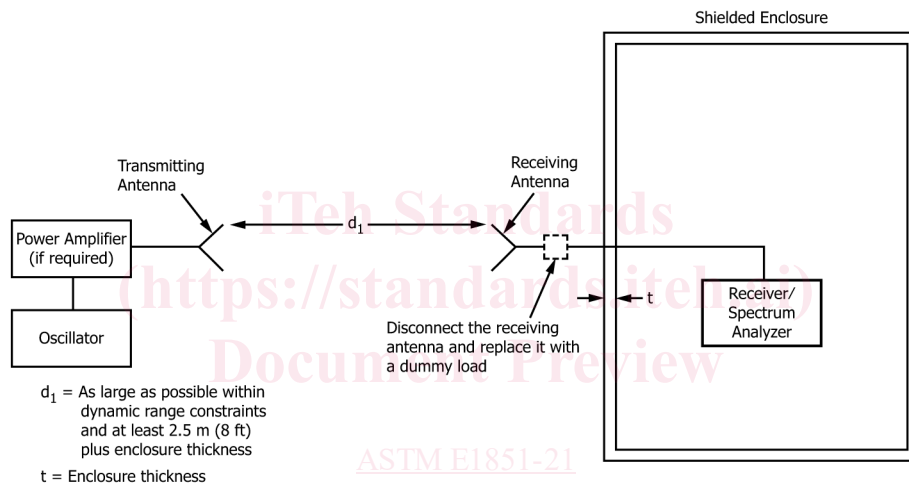 Shielded Enclosure
Transmitting
Antenna
Receiving
Antenna
d1
Power Amplifier
(if required)
Oscillator
t
Receiver/
Spectrum
Analyzer
Disconnect the receiving
antenna and replace it with
a dummy load
d1 = As large as possible within
dynamic range constraints
and at least 2.5 m (8 ft)
plus enclosure thickness
t = Enclosure thickness
iTeh Standards
(https://standards.iteh.ai)
Document Preview
ASTM E1851-21